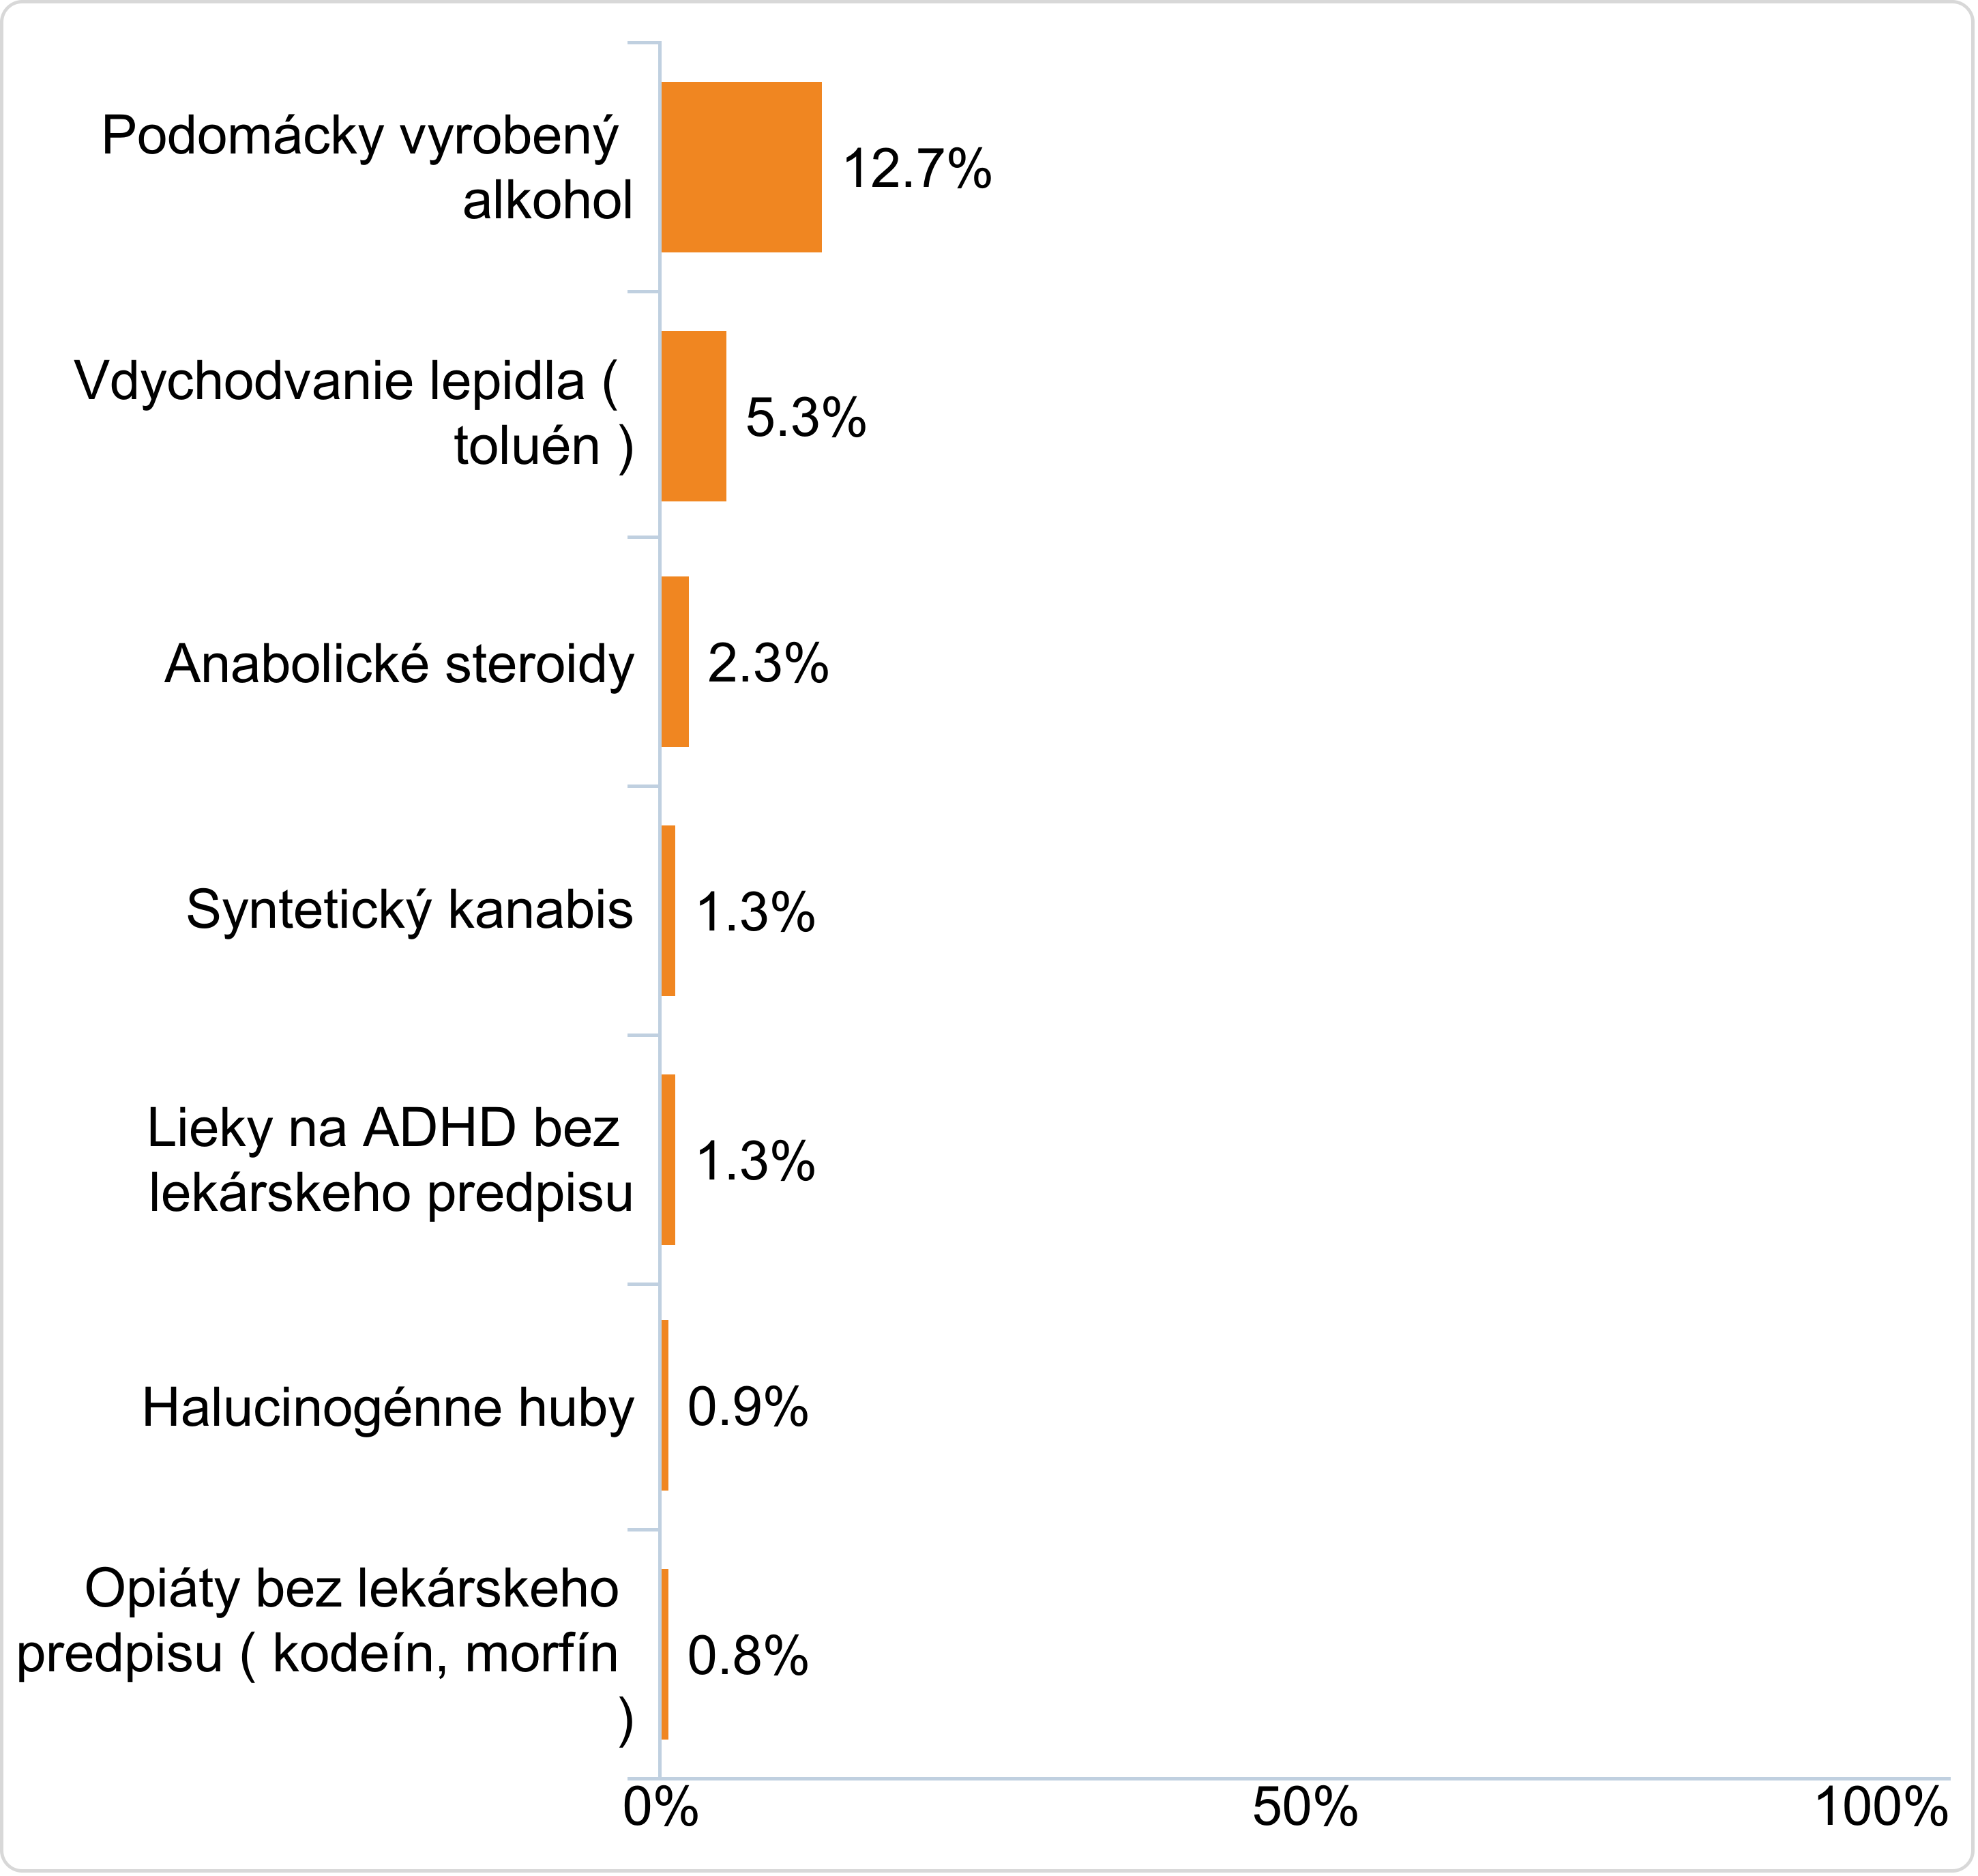 Podomácky vyrobený
alkohol
12.7%
Vdychodvanie lepidla (
toluén )
5.3%
Anabolické steroidy
2.3%
Syntetický kanabis
1.3%
Lieky na ADHD bez
lekárskeho predpisu
1.3%
Halucinogénne huby
0.9%
Opiáty bez lekárskeho
predpisu ( kodeín, morfín
)
0.8%
0%
50%
100%